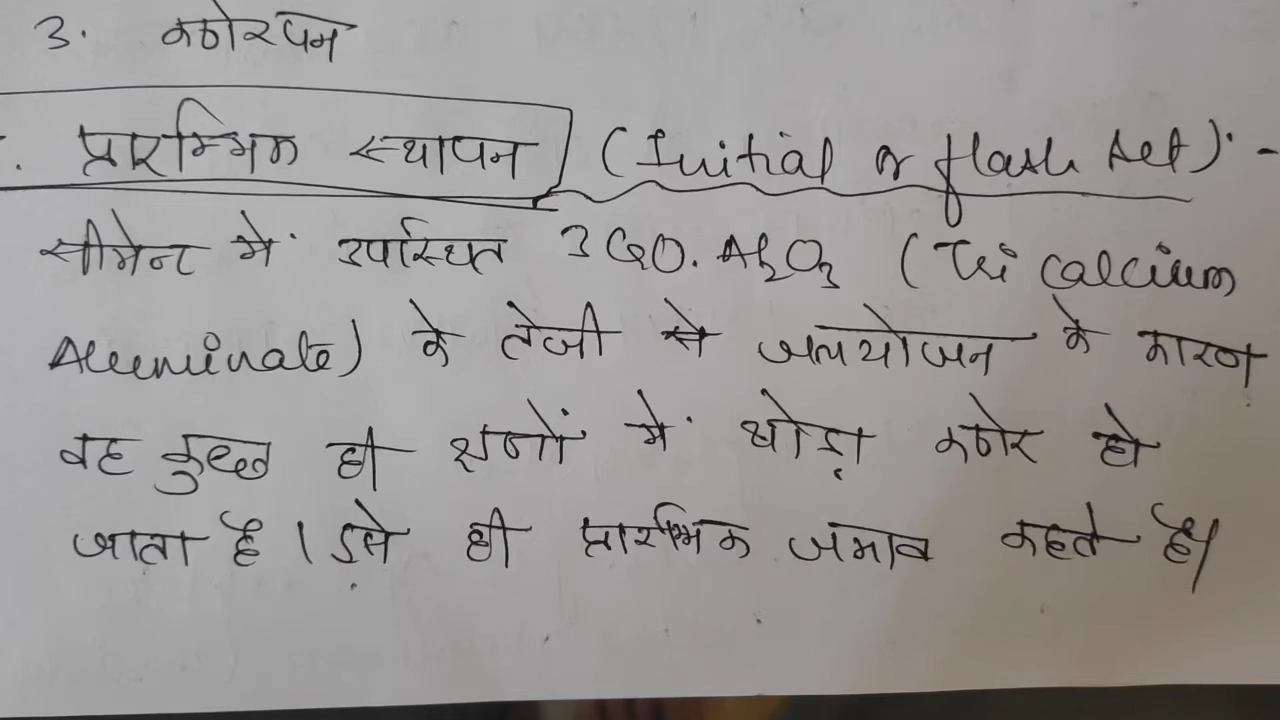 3. कठोरपन
. प्रारम्भिक स्थापन (Initial or flash set) : -
सीमेन्ट में उपस्थित 3CaO.Al2O3 (Tri calcium
Aluminate) के तेजी से जलयोजन के कारण
वह कुछ ही क्षणों में थोड़ा कठोर हो
जाता है । इसे ही प्रारम्भिक जमाव कहते है।